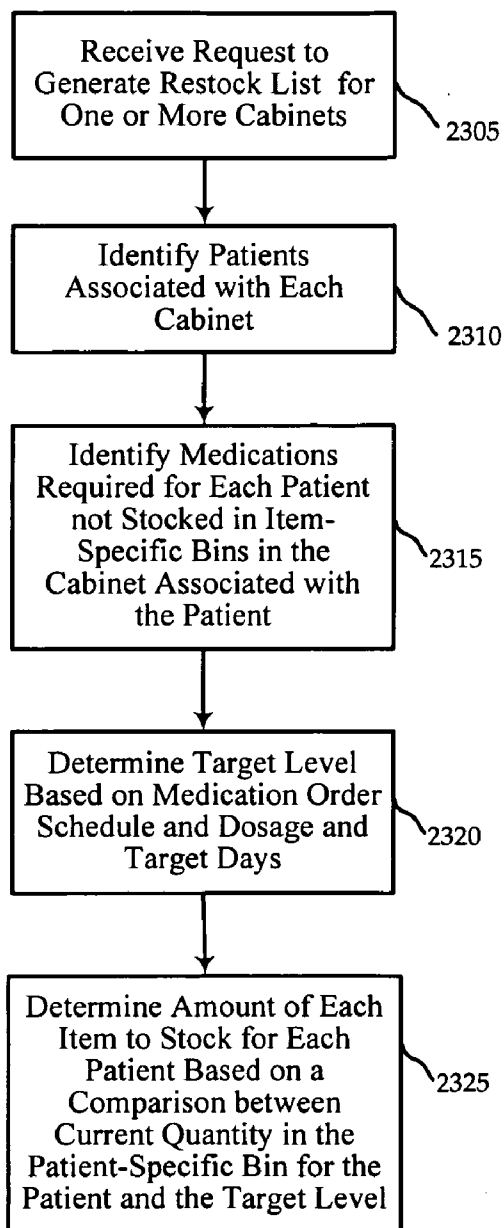 Receive Request to
Generate Restock List for
One or More Cabinets
2305
Identify Patients
Associated with Each
Cabinet
2310
Identify Medications
Required for Each Patient
not Stocked in Item-
Specific Bins in the
Cabinet Associated with
the Patient
2315
Determine Target Level
Based on Medication Order
Schedule and Dosage and
Target Days
2320
Determine Amount of Each
Item to Stock for Each
Patient Based on a
Comparison between
Current Quantity in the
Patient-Specific Bin for the
Patient and the Target Level
2325